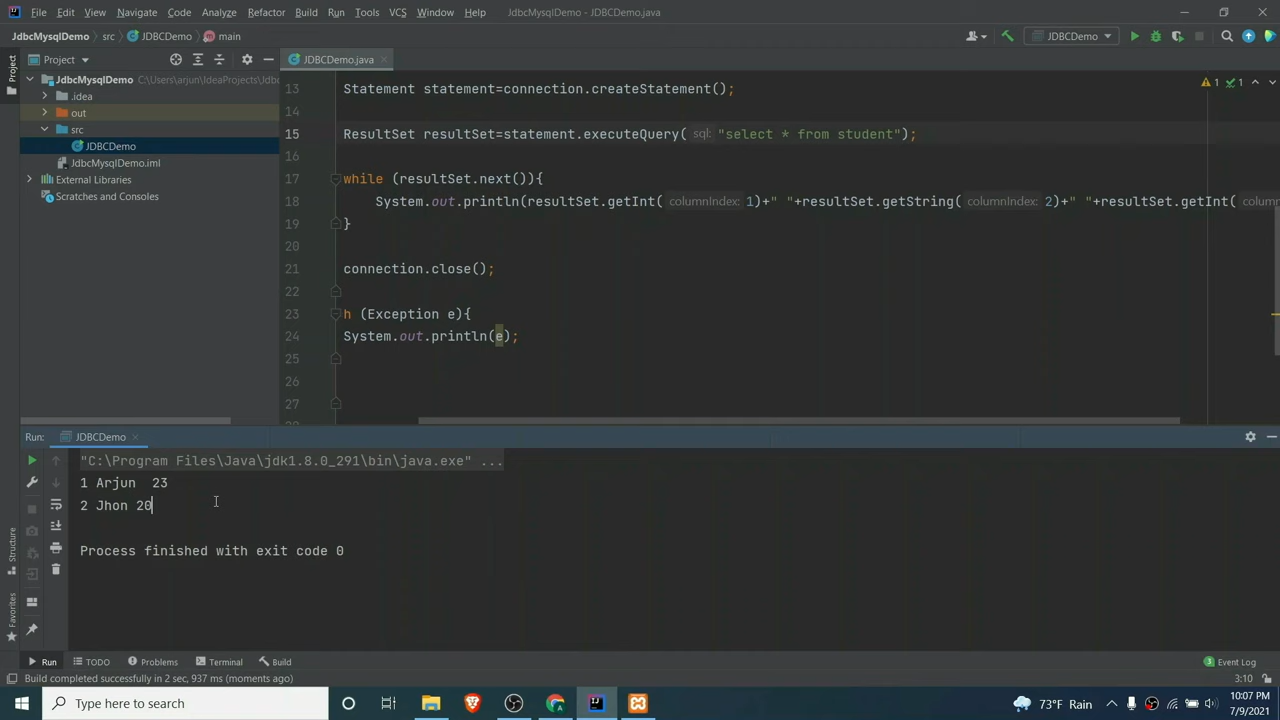 File Edit View Navigate Code Analyze Refactor Build Run Tools VCS Window Help JdbcMysqlDemo - JDBCDemo.java
JdbcMysqlDemo src JDBCDemo main JDBCDemo
Project
Project
JDBCDemo.java
JdbcMysqlDemo C:\Users\arjun\IdeaProjects\Jdbc
.idea
out
src
JDBCDemo
JdbcMysqlDemo.iml
External Libraries
Scratches and Consoles
1 1
13 Statement statement=connection.createStatement();
14
15 ResultSet resultSet=statement.executeQuery( sql: "select * from student");
16
17 while (resultSet.next()){
18 System.out.println(resultSet.getInt( columnIndex: 1)+" "+resultSet.getString( columnIndex: 2)+" "+resultSet.getInt(
19 }
20
21 connection.close();
22
23 h (Exception e){
24 System.out.println(e);
25
26
27
Run: JDBCDemo
"C:\Program Files\Java\jdk1.8.0_291\bin\java.exe" ...
1 Arjun  23
2 Jhon 20
Process finished with exit code 0
Structure
Favorites
Run TODO Problems Terminal Build 3 Event Log
Build completed successfully in 2 sec, 937 ms (moments ago) 3:10
Type here to search
73°F Rain
10:07 PM
7/9/2021